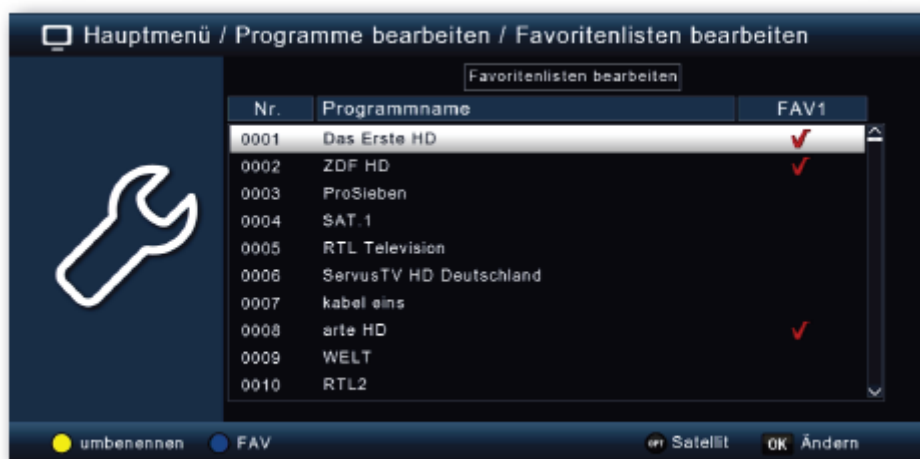 Hauptmenü / Programme bearbeiten / Favoritenlisten bearbeiten
Favoritenlisten bearbeiten
Nr. Programmname FAV1
0001 Das Erste HD
0002 ZDF HD
0003 ProSieben
0004 SAT.1
0005 RTL Television
0006 ServusTV HD Deutschland
0007 kabel eins
0008 arte HD
0009 WELT
0010 RTL2
umbenennen FAV OPT Satellit OK Ändern